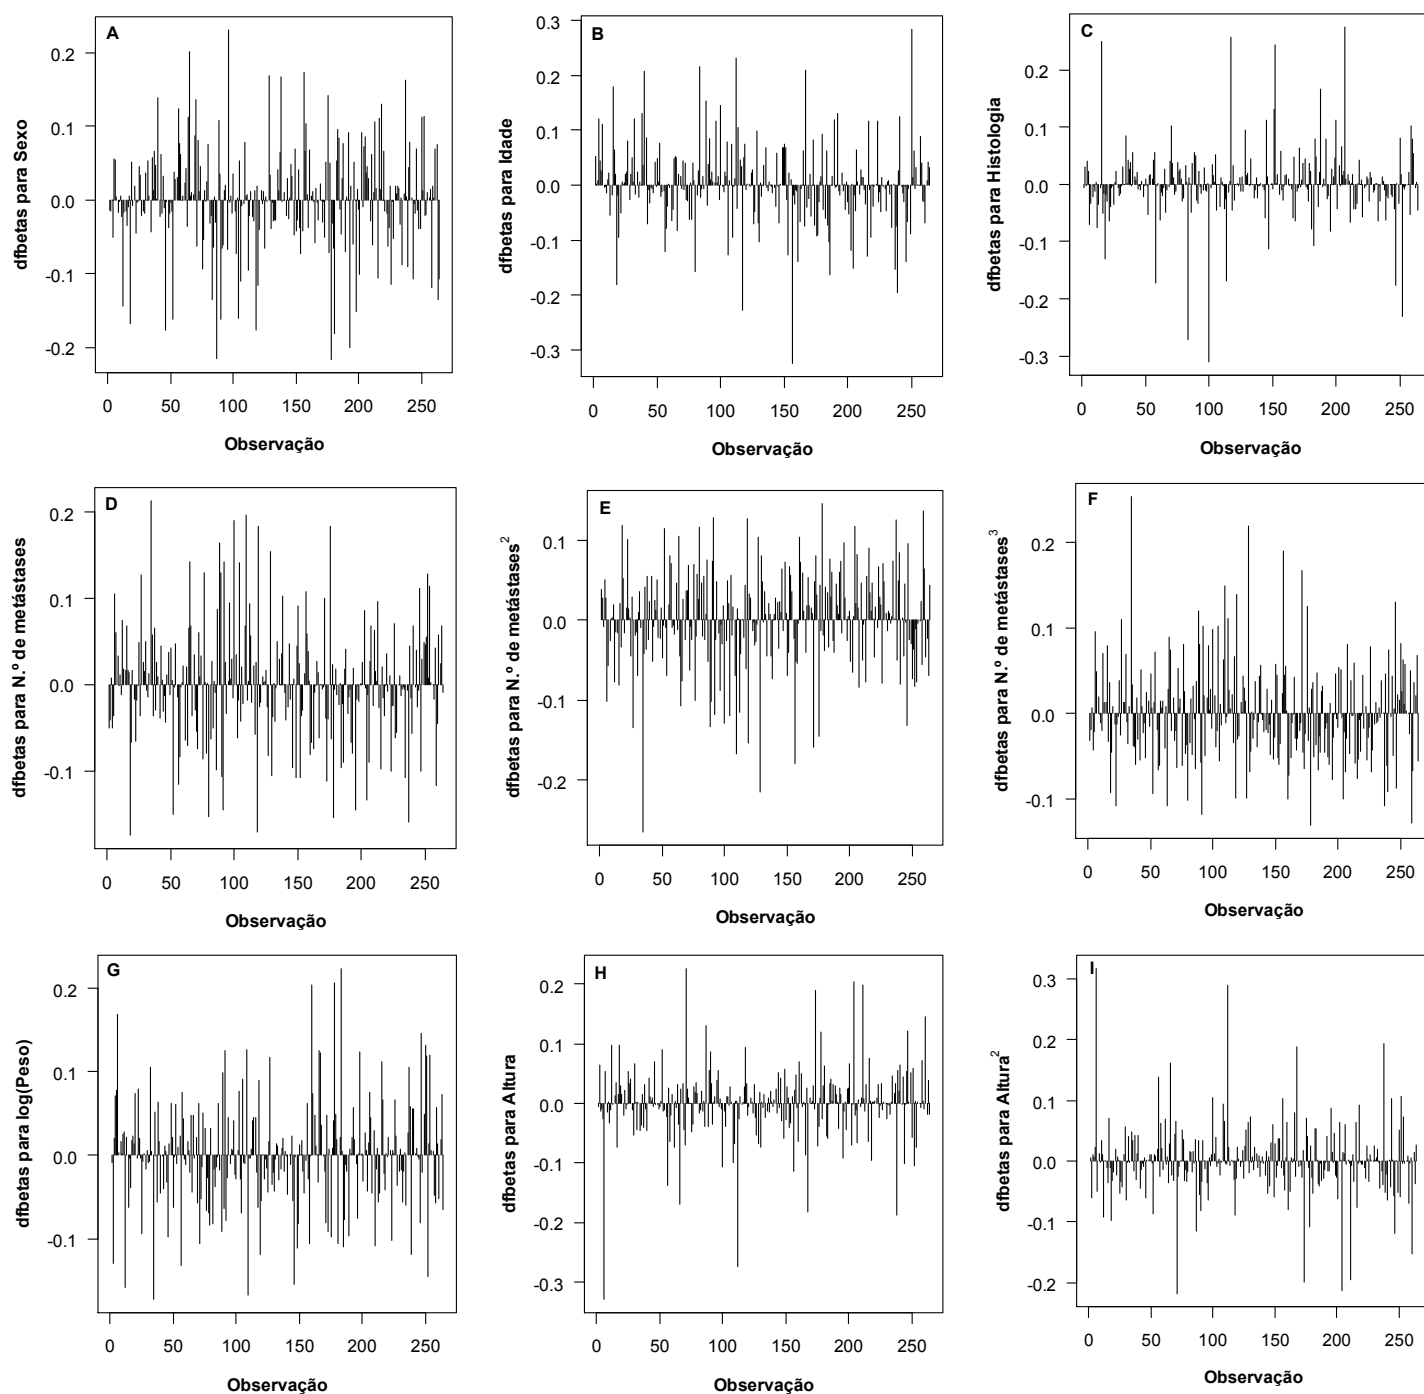 A
dfbetas para Sexo
0.2
0.1
0.0
-0.1
-0.2
0 50 100 150 200 250
Observação
B
dfbetas para Idade
0.3
0.2
0.1
0.0
-0.1
-0.2
-0.3
0 50 100 150 200 250
Observação
C
dfbetas para Histologia
0.2
0.1
0.0
-0.1
-0.2
-0.3
0 50 100 150 200 250
Observação
D
dfbetas para N.º de metástases
0.2
0.1
0.0
-0.1
0 50 100 150 200 250
Observação
E
dfbetas para N.º de metástases²
0.1
0.0
-0.1
-0.2
0 50 100 150 200 250
Observação
F
dfbetas para N.º de metástases³
0.2
0.1
0.0
-0.1
0 50 100 150 200 250
Observação
G
dfbetas para log(Peso)
0.2
0.1
0.0
-0.1
0 50 100 150 200 250
Observação
H
dfbetas para Altura
0.2
0.1
0.0
-0.1
-0.2
-0.3
0 50 100 150 200 250
Observação
I
dfbetas para Altura²
0.3
0.2
0.1
0.0
-0.1
-0.2
0 50 100 150 200 250
Observação